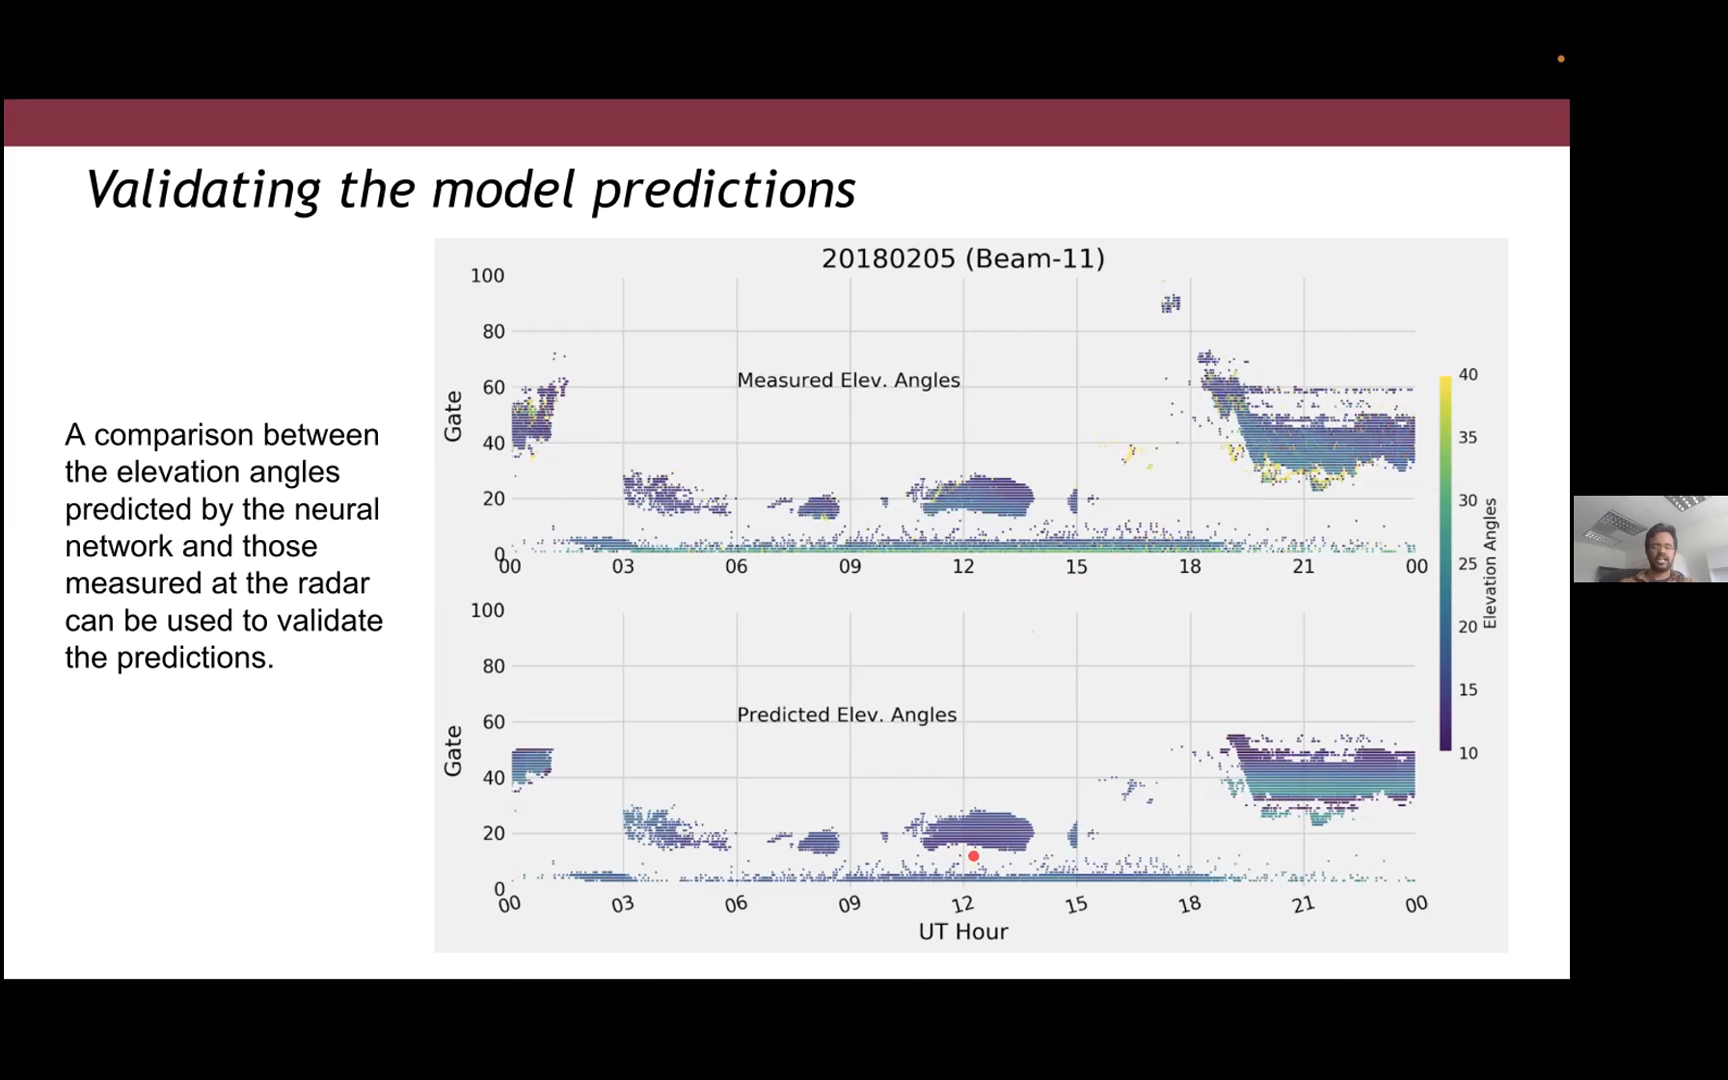 Validating the model predictions
A comparison between
the elevation angles
predicted by the neural
network and those
measured at the radar
can be used to validate
the predictions.
20180205 (Beam-11)
100
80
60
40
20
0
Gate
Measured Elev. Angles
00 03 06 09 12 15 18 21 00
100
80
60
40
20
0
Gate
Predicted Elev. Angles
00 03 06 09 12 15 18 21 00
UT Hour
40
35
30
25
20
15
10
Elevation Angles